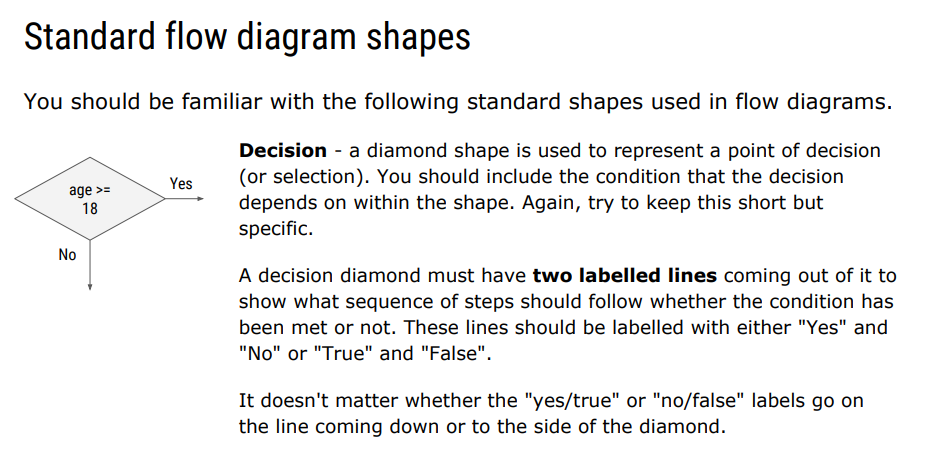 Standard flow diagram shapes
You should be familiar with the following standard shapes used in flow diagrams.
age >=
18
Yes
No
Decision - a diamond shape is used to represent a point of decision
(or selection). You should include the condition that the decision
depends on within the shape. Again, try to keep this short but
specific.
A decision diamond must have two labelled lines coming out of it to
show what sequence of steps should follow whether the condition has
been met or not. These lines should be labelled with either "Yes" and
"No" or "True" and "False".
It doesn't matter whether the "yes/true" or "no/false" labels go on
the line coming down or to the side of the diamond.